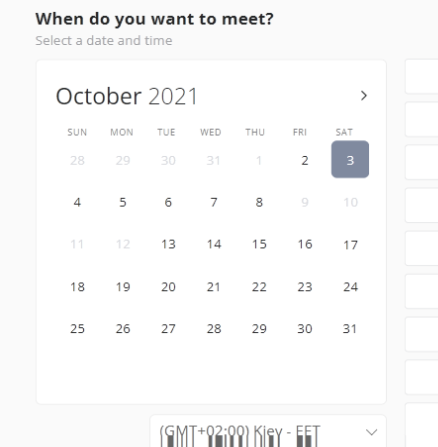 When do you want to meet?
Select a date and time
October 2021
SUN MON TUE WED THU FRI SAT
28 29 30 31 1 2 3
4 5 6 7 8 9 10
11 12 13 14 15 16 17
18 19 20 21 22 23 24
25 26 27 28 29 30 31
(GMT+02:00) Kiev - EET